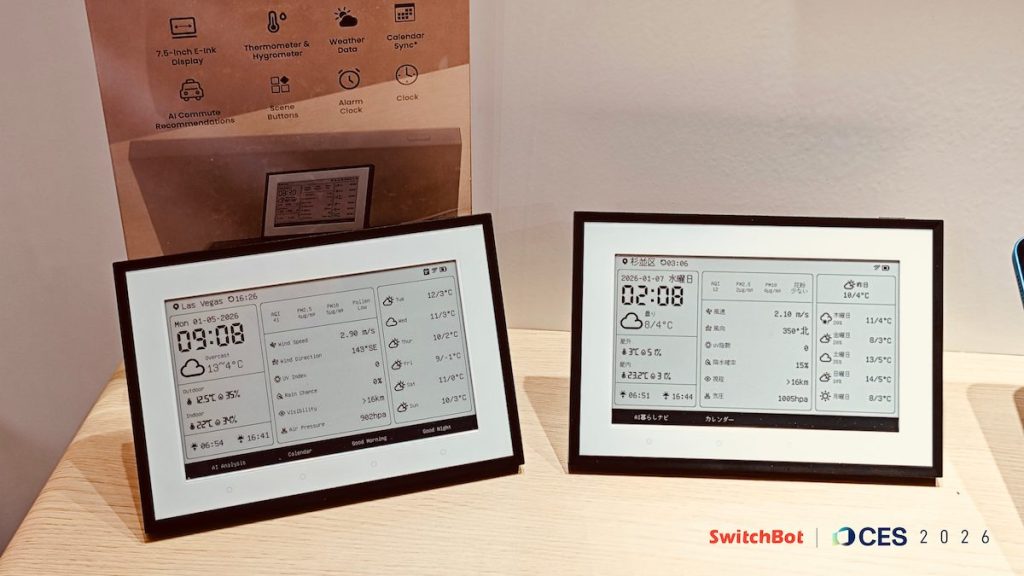 7.5-Inch E-Ink
Display
Thermometer &
Hygrometer
Weather
Data
Calendar
Sync*
AI Commute
Recommendations
Scene
Buttons
Alarm
Clock
Clock
Las Vegas 16:26
Mon 01-05-2026
09:08
Overcast
13~4°C
Outdoor
12.5°C 35%
Indoor
22°C 34%
06:54 16:41
AQI
41
PM2.5
PM10
Pollen
Low
Wind Speed 2.90 m/s
Wind Direction 143°SE
UV Index 0
Rain Chance 0%
Visibility >16km
Air Pressure 902hpa
Tue 12/3°C
Wed 11/3°C
Thur 10/2°C
Fri 9/-1°C
Sat 11/0°C
Sun 10/3°C
AI Analysis
Calendar
Good Morning
Good Night
杉並区 03:06
2026-01-07 水曜日
02:08
曇り
8/4°C
屋外
屋内
06:51 16:44
AQI
PM2.5
PM10
花粉
少ない
風速 2.10 m/s
風向 350°北
UV指数 0
降水確率 15%
視程 >16km
気圧 1005hpa
昨日
10/4°C
木曜日
20%
11/4°C
金曜日
20%
8/3°C
土曜日
20%
13/5°C
日曜日
20%
14/5°C
月曜日 8/3°C
AI暮らしナビ
カレンダー
SwitchBot
CES 2026